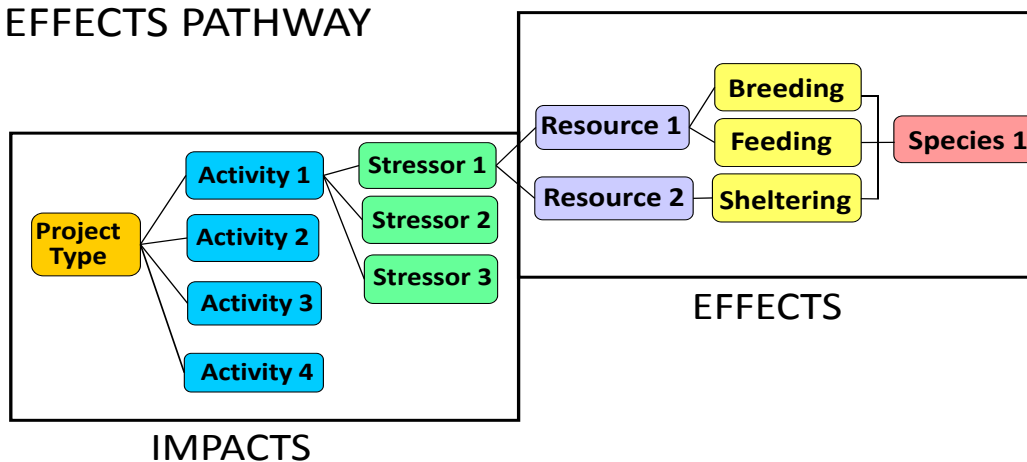 EFFECTS PATHWAY
Project
Type
Activity 1
Activity 2
Activity 3
Activity 4
Stressor 1
Stressor 2
Stressor 3
IMPACTS
Resource 1
Resource 2
Breeding
Feeding
Sheltering
Species 1
EFFECTS